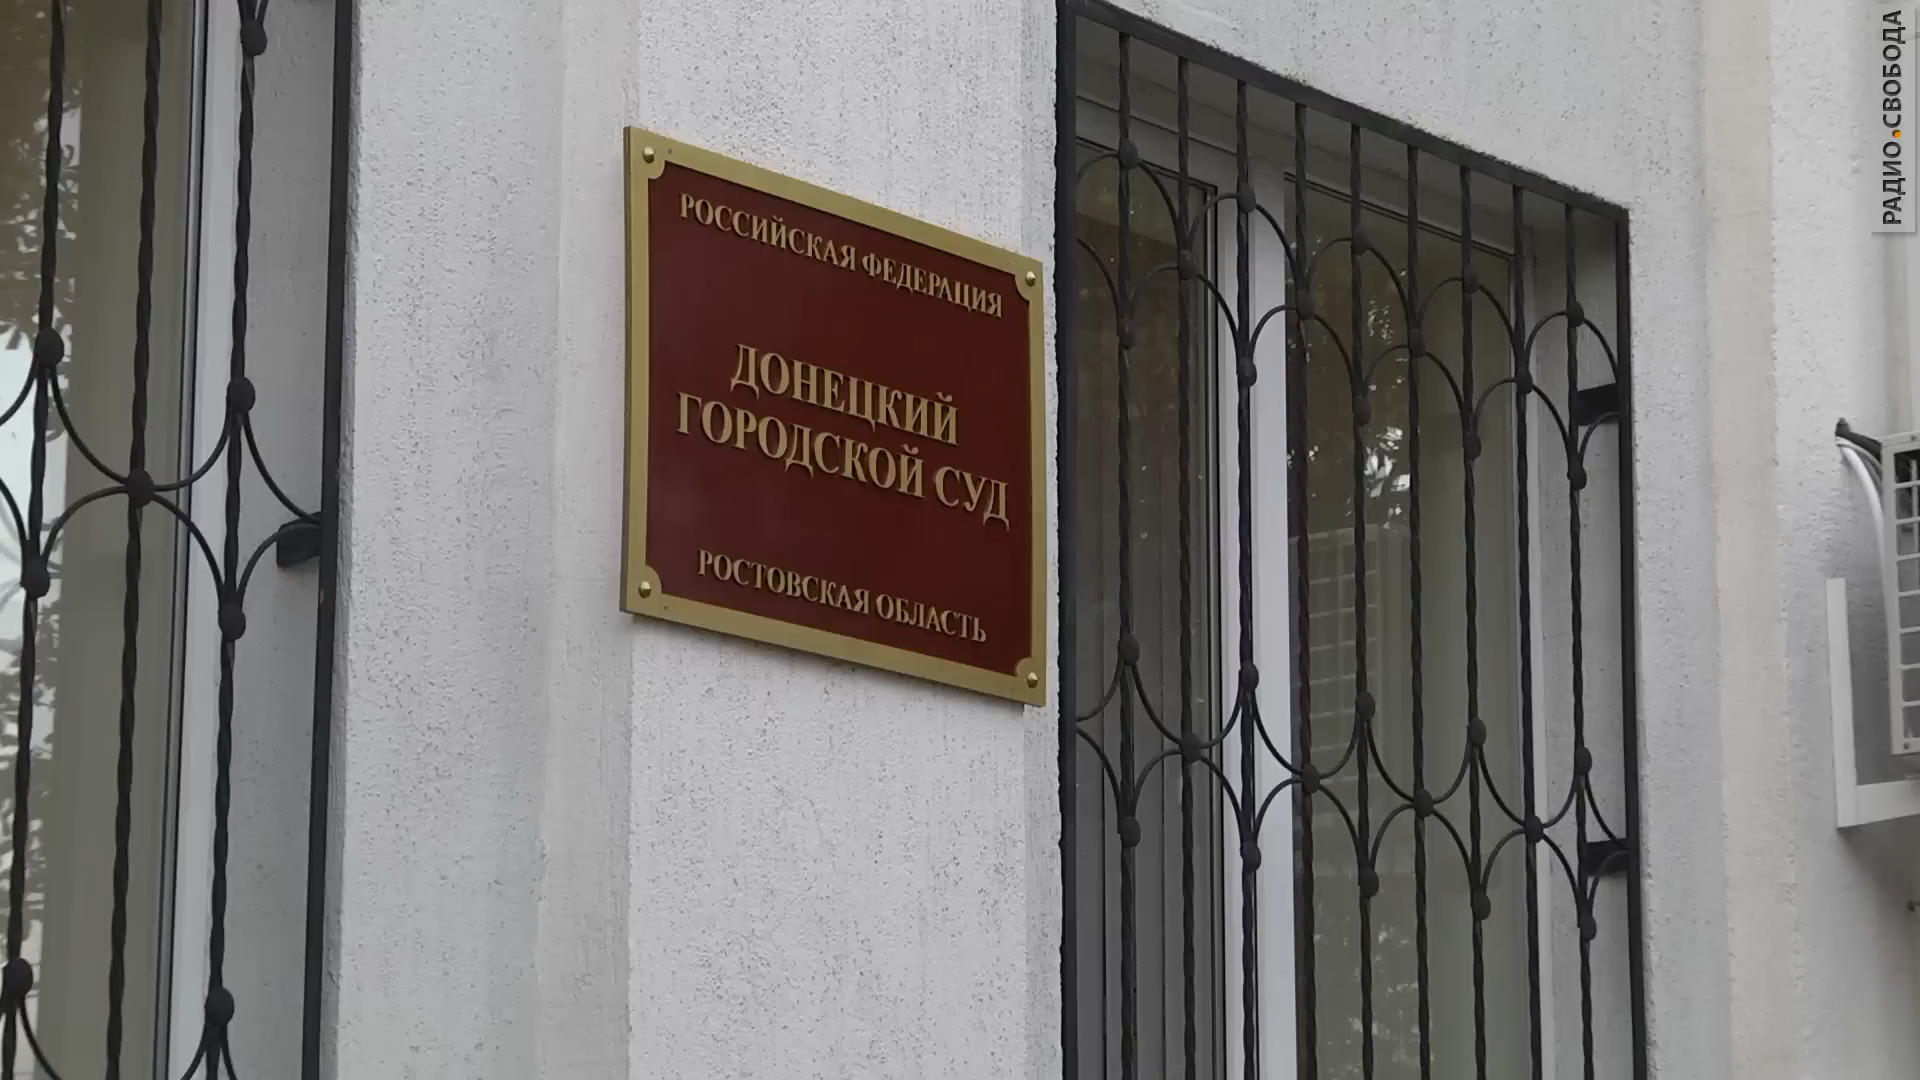 РОССИЙСКАЯ ФЕДЕРАЦИЯ
ДОНЕЦКИЙ
ГОРОДСКОЙ СУД
РОСТОВСКАЯ ОБЛАСТЬ
РАДИО.СВОБОДА